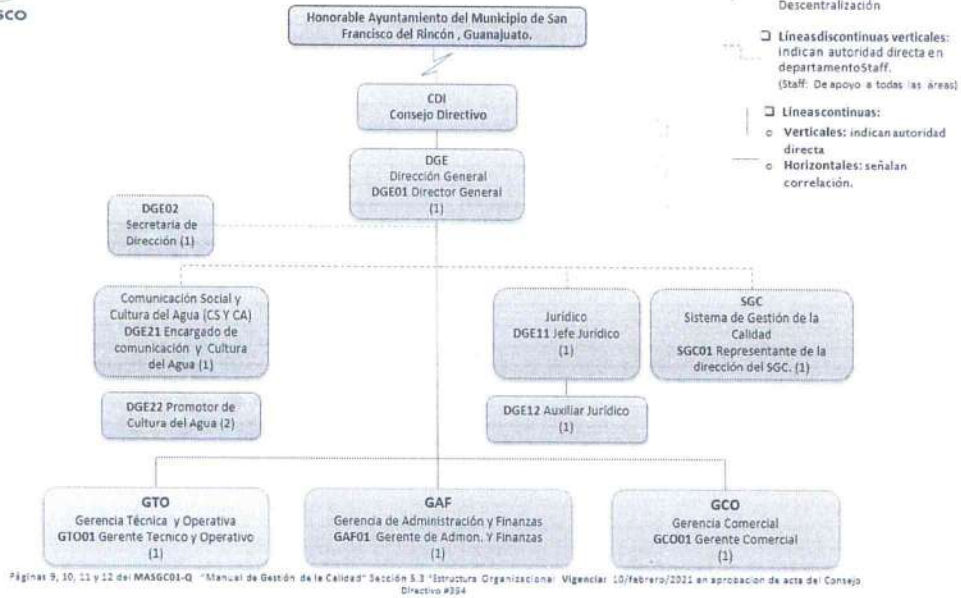 SCO
Honorable Ayuntamiento del Municipio de San
Francisco del Rincón , Guanajuato.
Descentralización
❑ Líneasdiscontinuas verticales:
indican autoridad directa en
departamentoStaff.
(Staff: De apoyo a todas las áreas)
❑ Lineascontinuas:
o Verticales: indicanautoridad
directa
o Horizontales: señalan
correlación.
CDI
Consejo Directivo
DGE
Dirección General
DGE01 Director General
(1)
DGE02
Secretaria de
Dirección (1)
Comunicación Social y
Cultura del Agua (CS Y CA)
DGE21 Encargado de
comunicación y Cultura
del Agua (1)
Jurídico
DGE11 Jefe Jurídico
(1)
SGC
Sistema de Gestión de la
Calidad
SGC01 Representante de la
dirección del SGC. (1)
DGE22 Promotor de
Cultura del Agua (2)
DGE12 Auxiliar Jurídico
(1)
GTO
Gerencia Técnica y Operativa
GTO01 Gerente Tecnico y Operativo
(1)
GAF
Gerencia de Administración y Finanzas
GAF01 Gerente de Admon. Y Finanzas
(1)
GCO
Gerencia Comercial
GCO01 Gerente Comercial
(1)
Páginas 9, 10, 11 y 12 del MASGC01-Q "Manual de Gestión de la Calidad" Sección 5.3 "Estructura Organizacional Vigencia: 10/febrero/2021 en aprobacion de acta del Consejo
Directivo #394